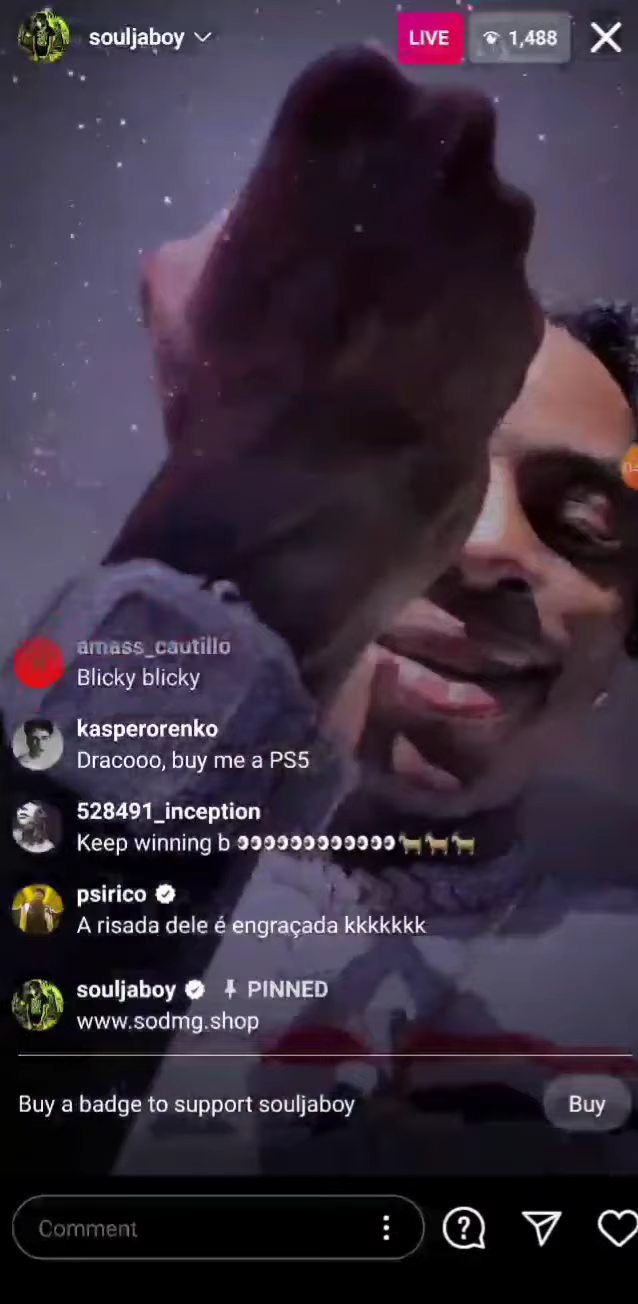 souljaboy
LIVE
1,488
amass_cautillo
Blicky blicky
kasperorenko
Dracooo, buy me a PS5
528491_inception
Keep winning b
psirico
A risada dele é engraçada kkkkkkk
souljaboy PINNED
www.sodmg.shop
Buy a badge to support souljaboy
Buy
Comment